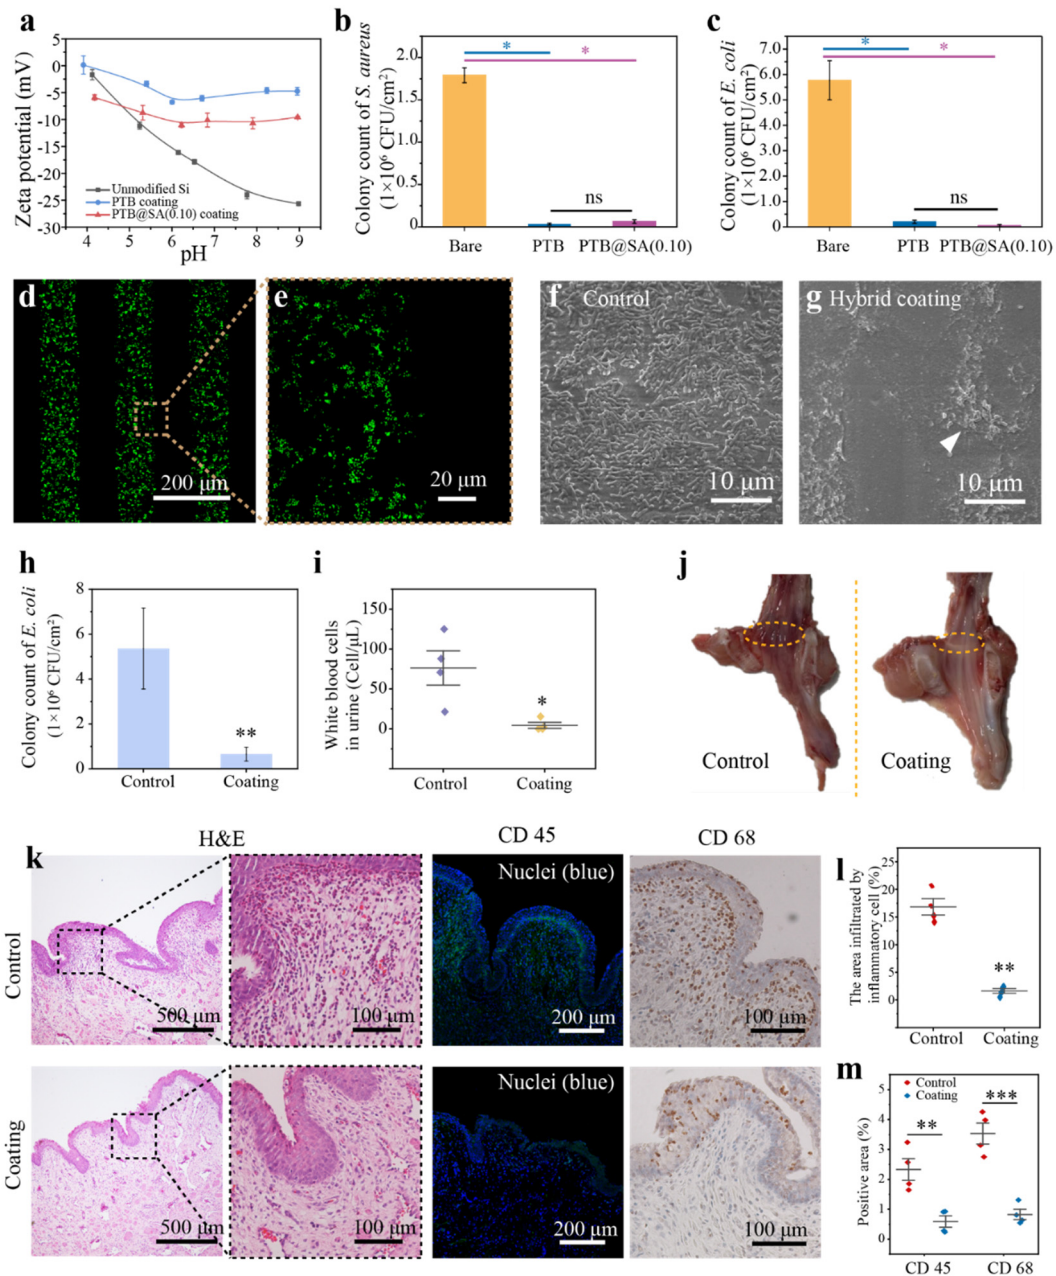 a
5
0
-5
-10
-15
-20
-25
-30
Zeta potential (mV)
Unmodified Si
PTB coating
PTB@SA(0.10) coating
4 5 6 7 8 9
pH
b
Colony count of S. aureus
(1×10⁶ CFU/cm²)
2.0
1.5
1.0
0.5
0
*
*
ns
Bare PTB PTB@SA(0.10)
c
Colony count of E. coli
(1×10⁶ CFU/cm²)
7.0
6.0
5.0
4.0
3.0
2.0
1.0
0
*
*
ns
Bare PTB PTB@SA(0.10)
d
200 μm
e
20 μm
f Control
10 μm
g Hybrid coating
10 μm
h
Colony count of E. coli
(1×10⁶ CFU/cm²)
8
6
4
2
0
**
Control Coating
i
White blood cells
in urine (Cell/μL)
150
100
50
0
*
Control Coating
j
Control Coating
k
H&E CD 45 CD 68
Control
500 μm
100 μm
Nuclei (blue)
200 μm
100 μm
Coating
500 μm
100 μm
Nuclei (blue)
200 μm
100 μm
l
The area infiltrated by
inflammatory cell (%)
25
20
15
10
5
0
**
Control Coating
m
Positive area (%)
5
4
3
2
1
0
Control
Coating
**
***
CD 45 CD 68